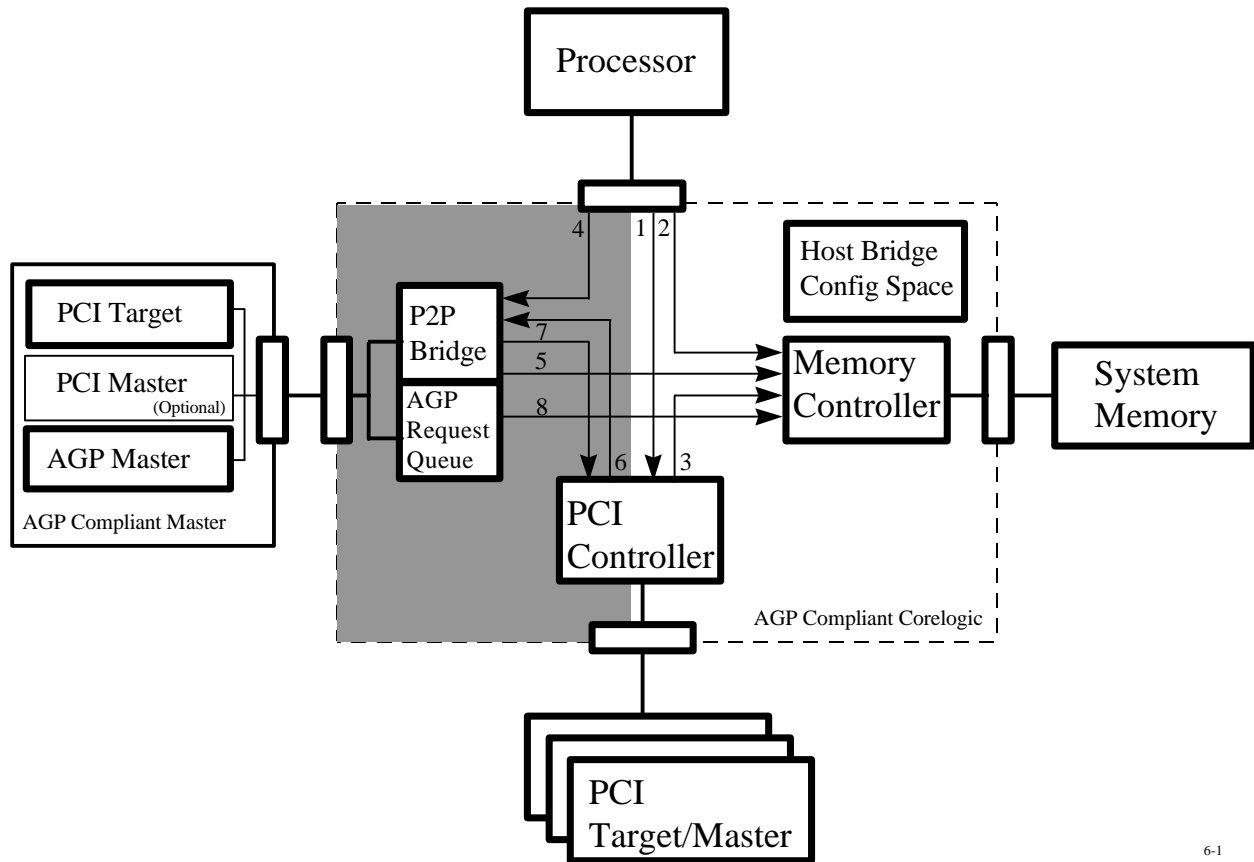 Processor
4
1
2
Host Bridge
Config Space
PCI Target
PCI Master
(Optional)
AGP Master
AGP Compliant Master
P2P
Bridge
AGP
Request
Queue
7
5
8
6
3
Memory
Controller
System
Memory
PCI
Controller
AGP Compliant Corelogic
PCI
Target/Master
6-1